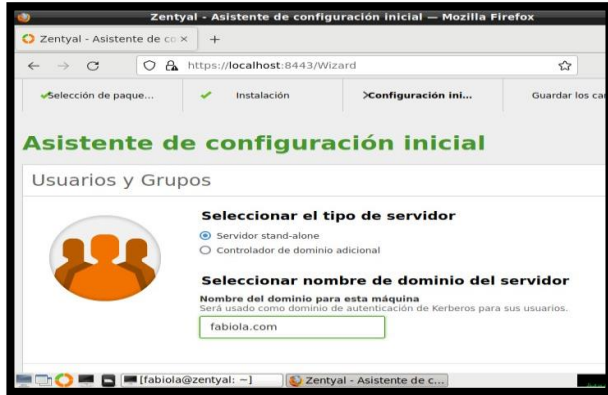 Zentyal - Asistente de configuración inicial — Mozilla Firefox
Zentyal - Asistente de co ×
https://localhost:8443/Wizard
Selección de paque... Instalación Configuración ini... Guardar los ca
Asistente de configuración inicial
Usuarios y Grupos
Seleccionar el tipo de servidor
Servidor stand-alone
Controlador de dominio adicional
Seleccionar nombre de dominio del servidor
Nombre del dominio para esta máquina
Será usado como dominio de autenticación de Kerberos para sus usuarios.
fabiola.com
[fabiola@zentyal: ~] Zentyal - Asistente de c...